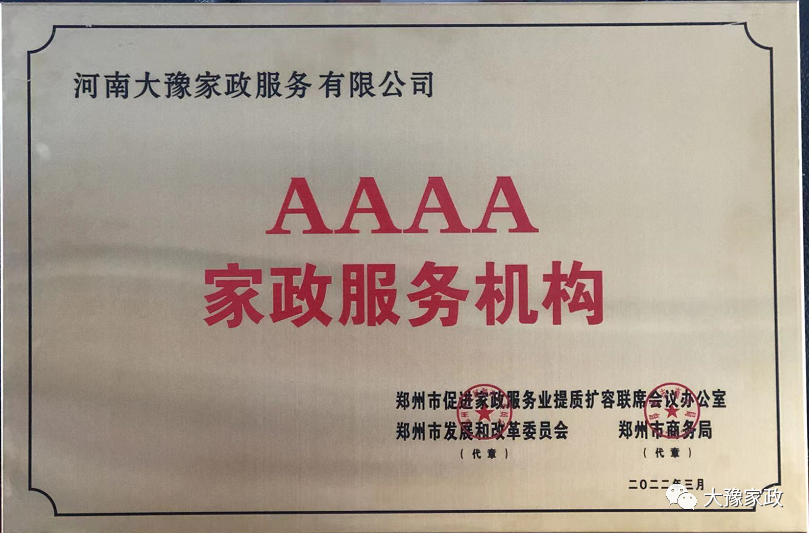 河南大豫家政服务有限公司
AAAA
家政服务机构
郑州市促进家政服务业提质扩容联席会议办公室
郑州市发展和改革委员会 郑州市商务局
(代章) (代章)
二〇二二年三月
大豫家政